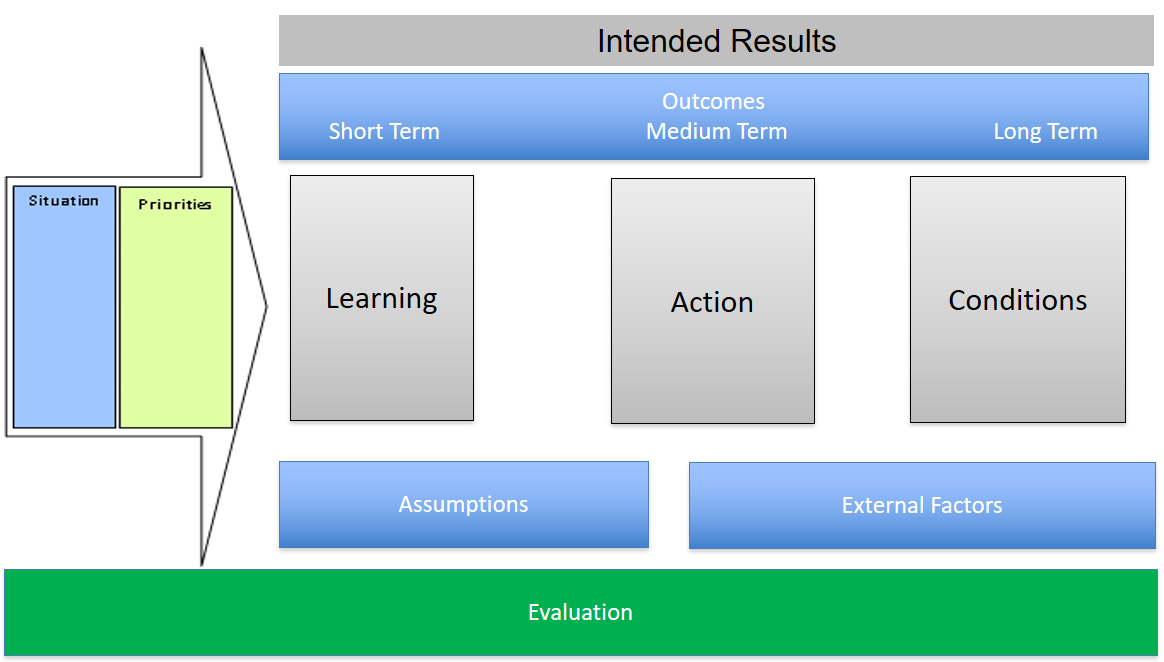 Intended Results
Outcomes
Short Term Medium Term Long Term
Situation
Priorities
Learning
Action
Conditions
Assumptions
External Factors
Evaluation